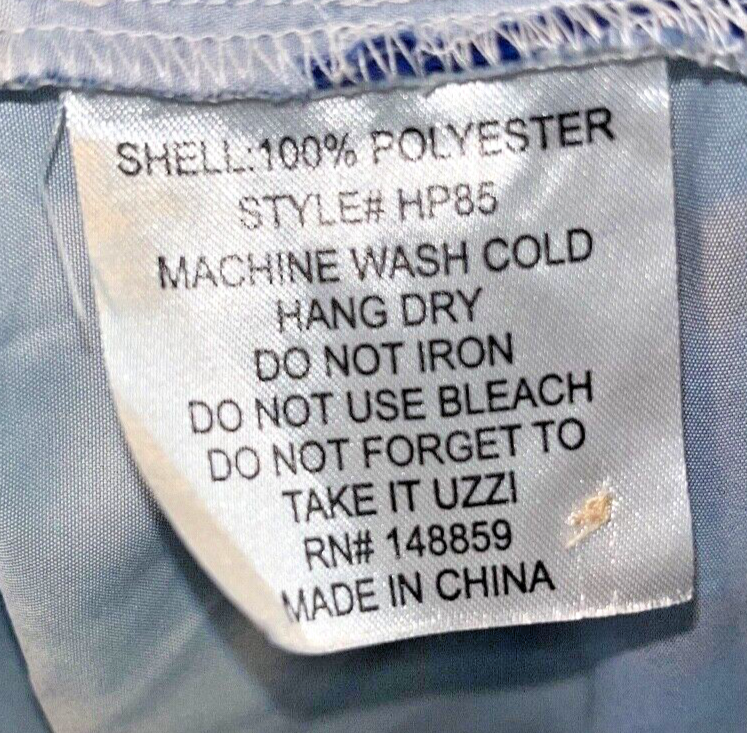 SHELL:100% POLYESTER
STYLE# HP85
MACHINE WASH COLD
HANG DRY
DO NOT IRON
DO NOT USE BLEACH
DO NOT FORGET TO
TAKE IT UZZI
RN# 148859
MADE IN CHINA